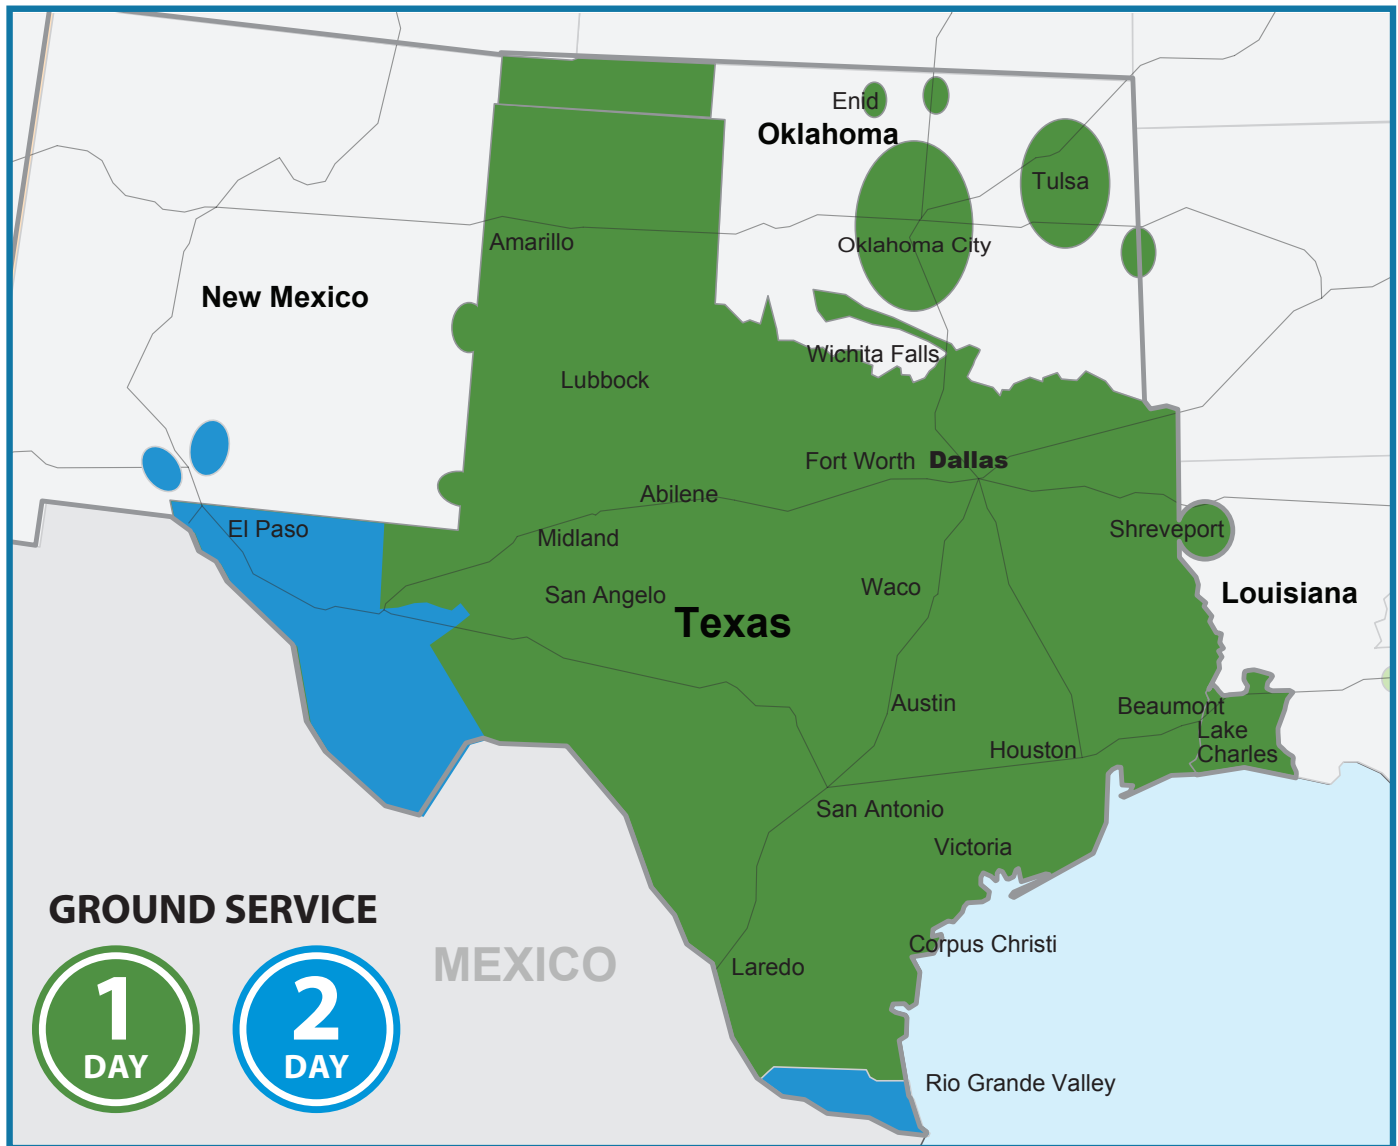 Enid
Oklahoma
Tulsa
Amarillo
Oklahoma City
New Mexico
Wichita Falls
Lubbock
Fort Worth
Dallas
Abilene
El Paso
Midland
Shreveport
San Angelo
Waco
Louisiana
Texas
Austin
Beaumont
Lake
Charles
Houston
San Antonio
Victoria
GROUND SERVICE
Corpus Christi
MEXICO
Laredo
1
DAY
2
DAY
Rio Grande Valley